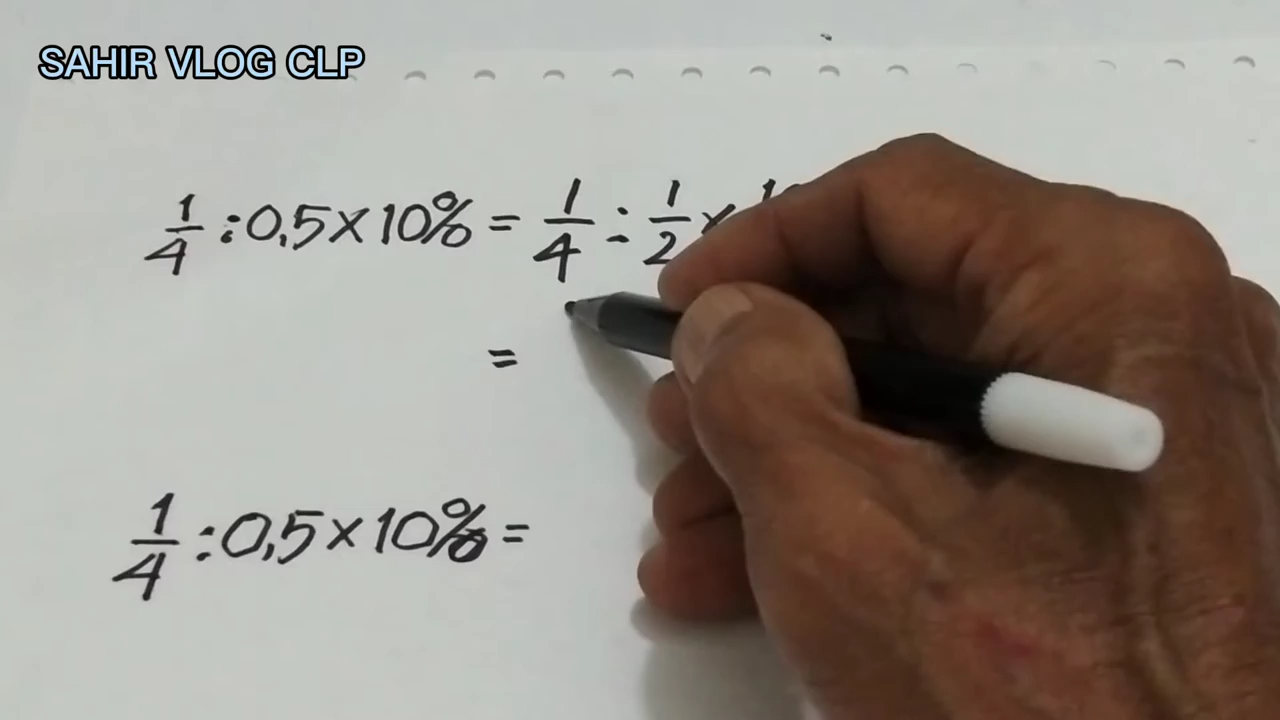 SAHIR VLOG CLP
1/4 : 0,5 x 10% = 1/4 : 1/2 x
=
1/4 : 0,5 x 10% =